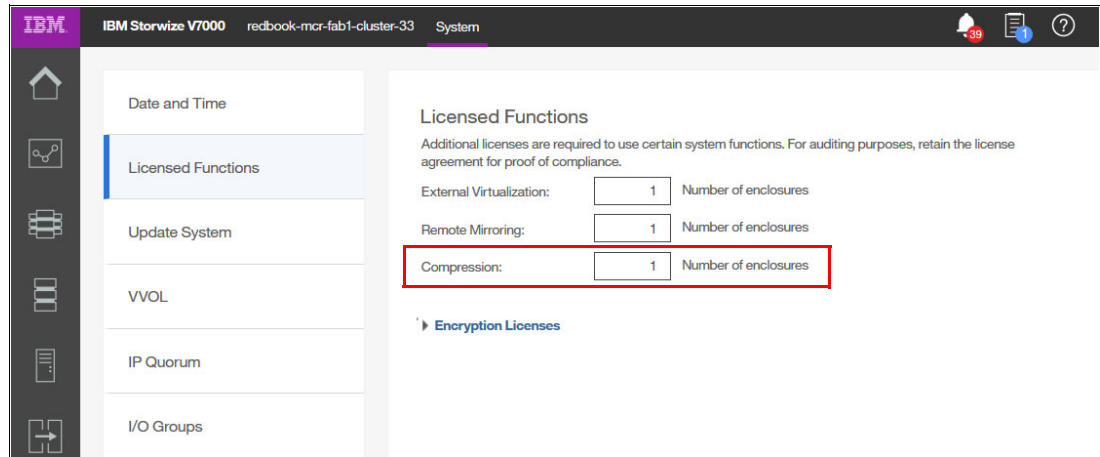 IBM
IBM Storwize V7000 redbook-mcr-fab1-cluster-33 System
39
1
?
Date and Time
Licensed Functions
Update System
VVOL
IP Quorum
I/O Groups
Licensed Functions
Additional licenses are required to use certain system functions. For auditing purposes, retain the license
agreement for proof of compliance.
External Virtualization: 1 Number of enclosures
Remote Mirroring: 1 Number of enclosures
Compression: 1 Number of enclosures
Encryption Licenses